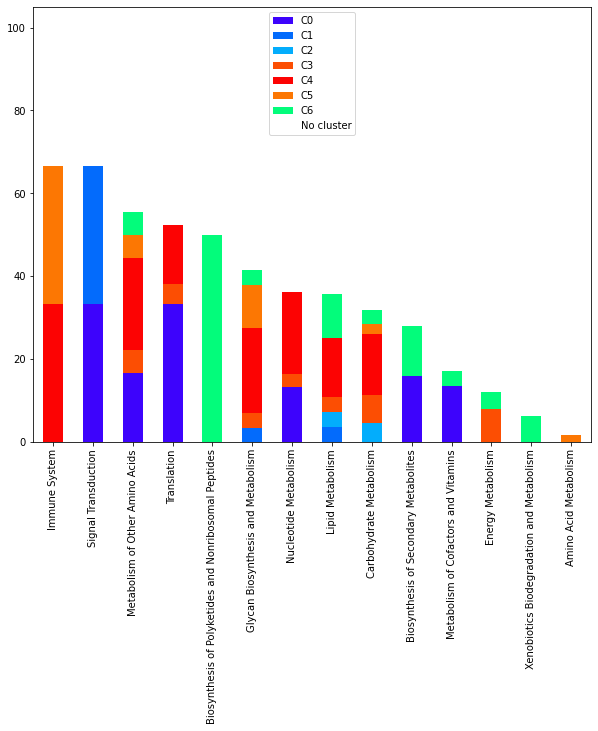 100
80
60
40
20
0
C0
C1
C2
C3
C4
C5
C6
No cluster
Immune System
Signal Transduction
Metabolism of Other Amino Acids
Translation
Biosynthesis of Polyketides and Nonribosomal Peptides
Glycan Biosynthesis and Metabolism
Nucleotide Metabolism
Lipid Metabolism
Carbohydrate Metabolism
Biosynthesis of Secondary Metabolites
Metabolism of Cofactors and Vitamins
Energy Metabolism
Xenobiotics Biodegradation and Metabolism
Amino Acid Metabolism